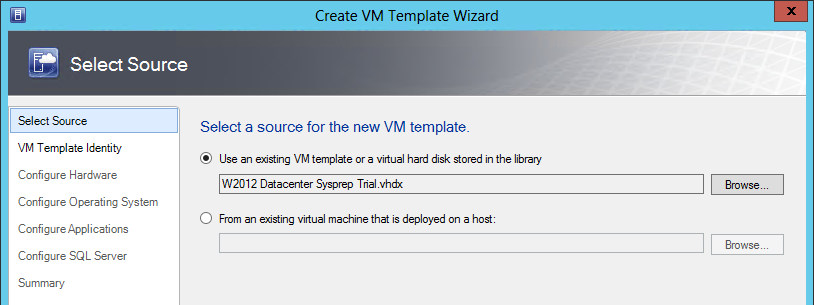 Create VM Template Wizard
x
Select Source
Select Source
VM Template Identity
Configure Hardware
Configure Operating System
Configure Applications
Configure SQL Server
Summary
Select a source for the new VM template.
Use an existing VM template or a virtual hard disk stored in the library
W2012 Datacenter Sysprep Trial.vhdx Browse...
From an existing virtual machine that is deployed on a host:
Browse...